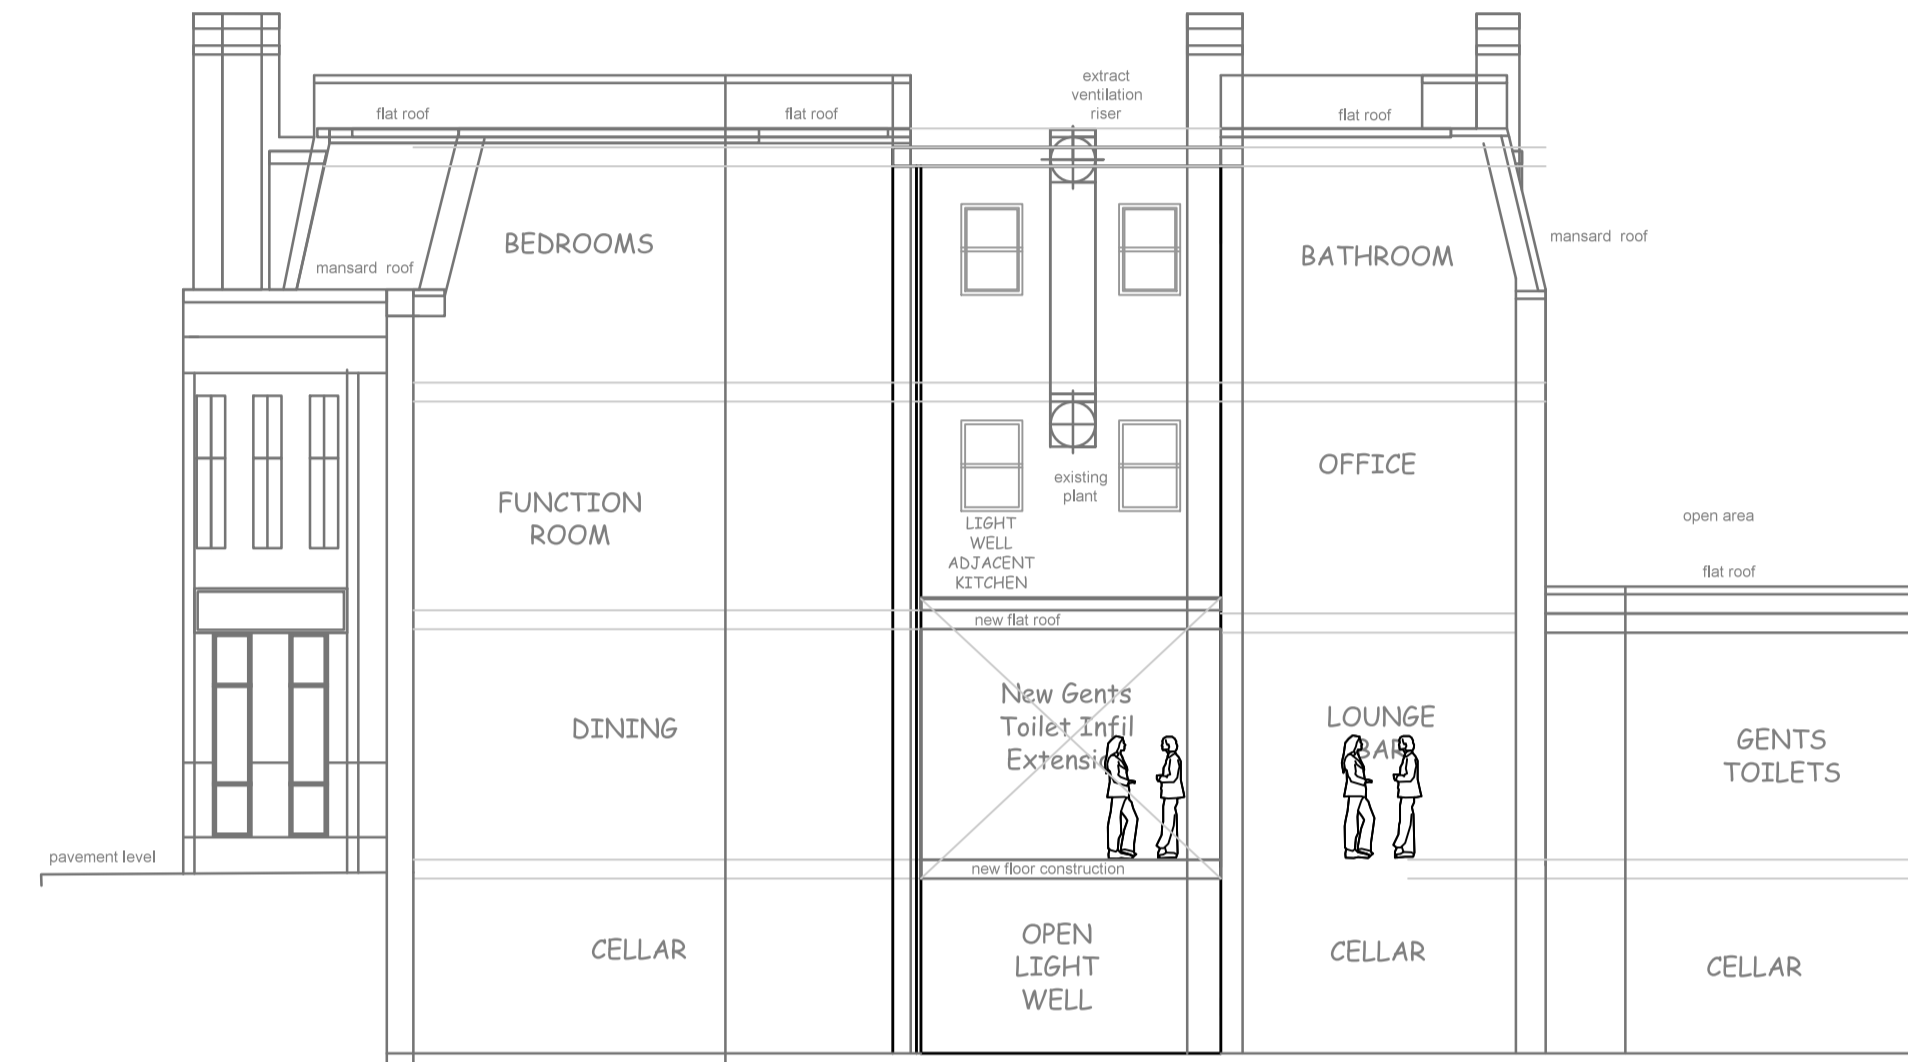 extract
ventilation
riser
flat roof
flat roof
flat roof
mansard roof
BEDROOMS
BATHROOM
mansard roof
FUNCTION
ROOM
existing
plant
LIGHT
WELL
ADJACENT
KITCHEN
OFFICE
open area
flat roof
new flat roof
DINING
New Gents
Toilet Infil
Extensio
LOUNGE
BAR
GENTS
TOILETS
pavement level
new floor construction
CELLAR
OPEN
LIGHT
WELL
CELLAR
CELLAR